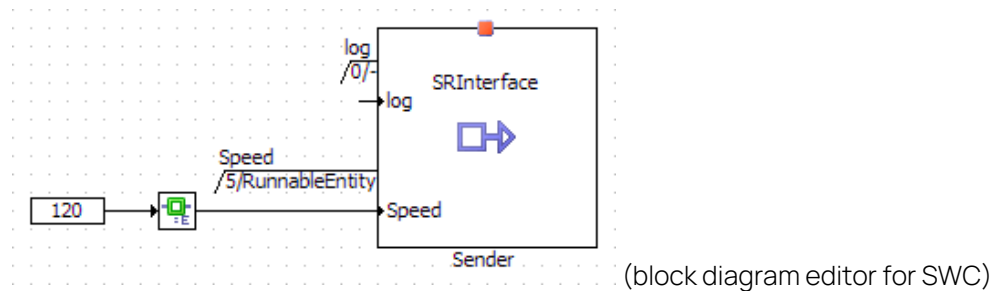 log
/0/-
SRInterface
log
Speed
/5/RunnableEntity
120
=E
Speed
Sender
(block diagram editor for SWC)